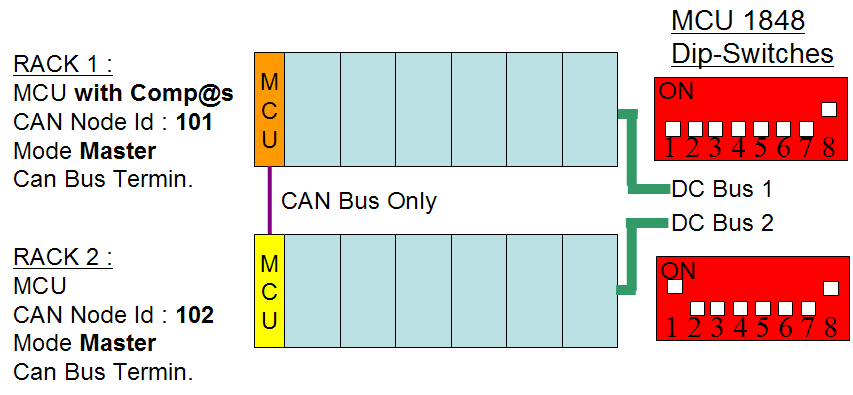 RACK 1 :
MCU with Comp@s
CAN Node Id : 101
Mode Master
Can Bus Termin.
MCU
CAN Bus Only
MCU 1848
Dip-Switches
ON
1 2 3 4 5 6 7 8
DC Bus 1
DC Bus 2
RACK 2 :
MCU
CAN Node Id : 102
Mode Master
Can Bus Termin.
MCU
ON
1 2 3 4 5 6 7 8